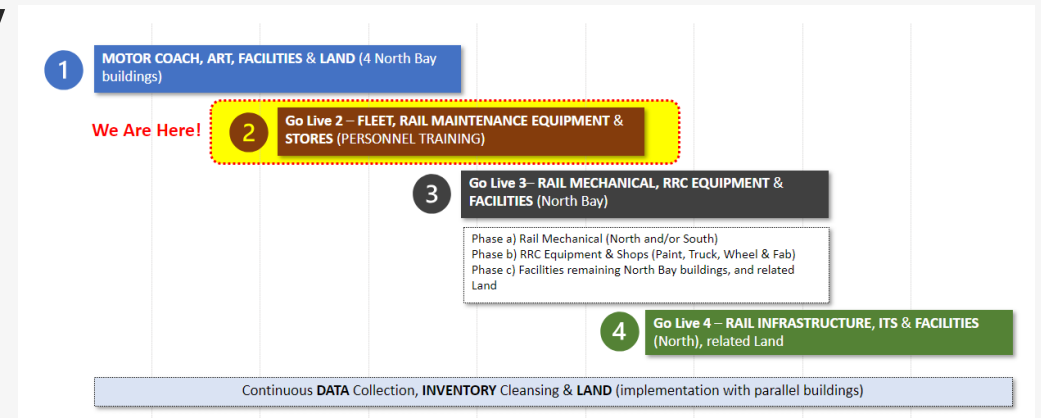 1
MOTOR COACH, ART, FACILITIES & LAND (4 North Bay
buildings)
We Are Here!
2
Go Live 2 – FLEET, RAIL MAINTENANCE EQUIPMENT &
STORES (PERSONNEL TRAINING)
3
Go Live 3– RAIL MECHANICAL, RRC EQUIPMENT &
FACILITIES (North Bay)
Phase a) Rail Mechanical (North and/or South)
Phase b) RRC Equipment & Shops (Paint, Truck, Wheel & Fab)
Phase c) Facilities remaining North Bay buildings, and related
Land
4
Go Live 4 – RAIL INFRASTRUCTURE, ITS & FACILITIES
(North), related Land
Continuous DATA Collection, INVENTORY Cleansing & LAND (implementation with parallel buildings)